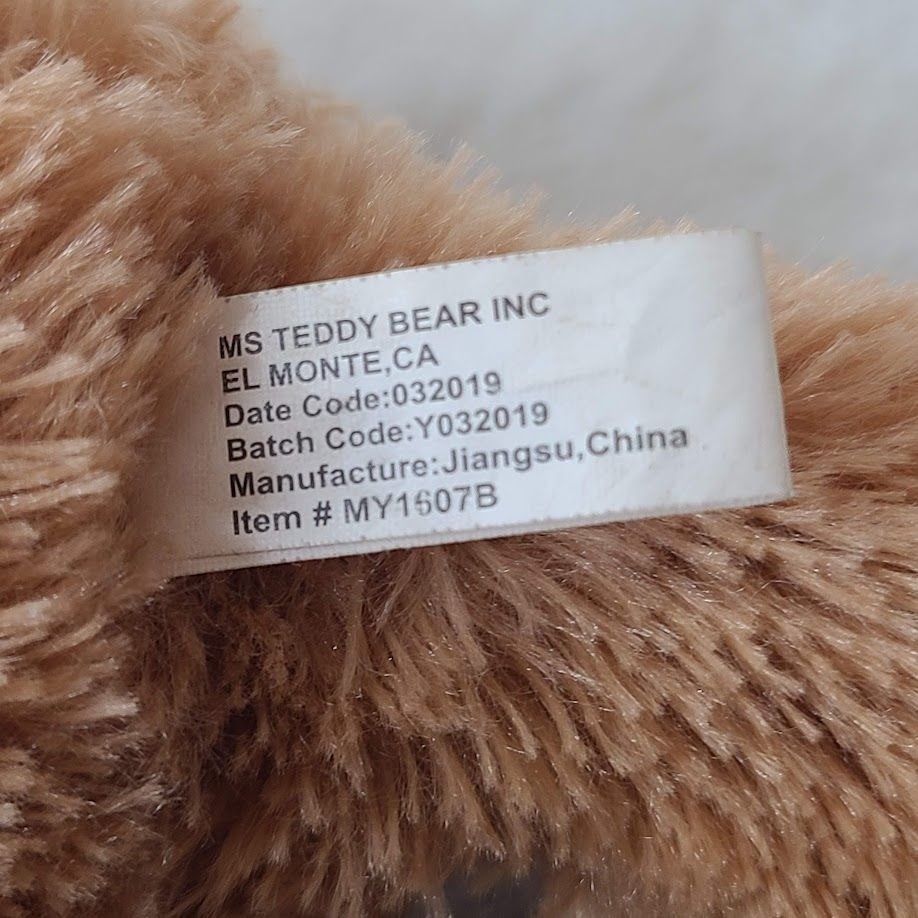 MS TEDDY BEAR INC
EL MONTE,CA
Date Code:032019
Batch Code:Y032019
Manufacture:Jiangsu,China
Item # MY1607B